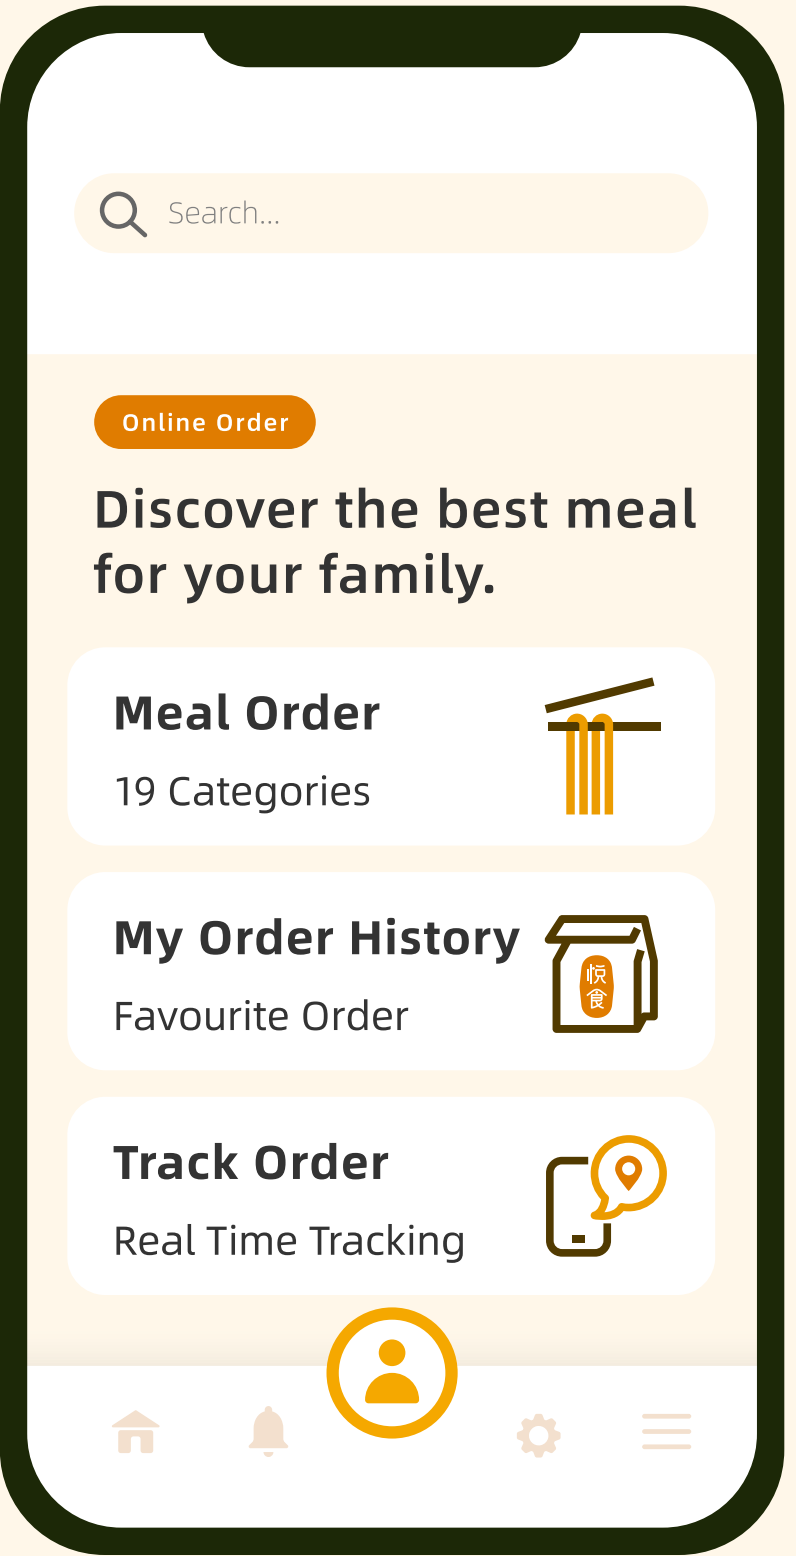 Search...
Online Order
Discover the best meal
for your family.
Meal Order
19 Categories
My Order History
Favourite Order
悦
食
Track Order
Real Time Tracking